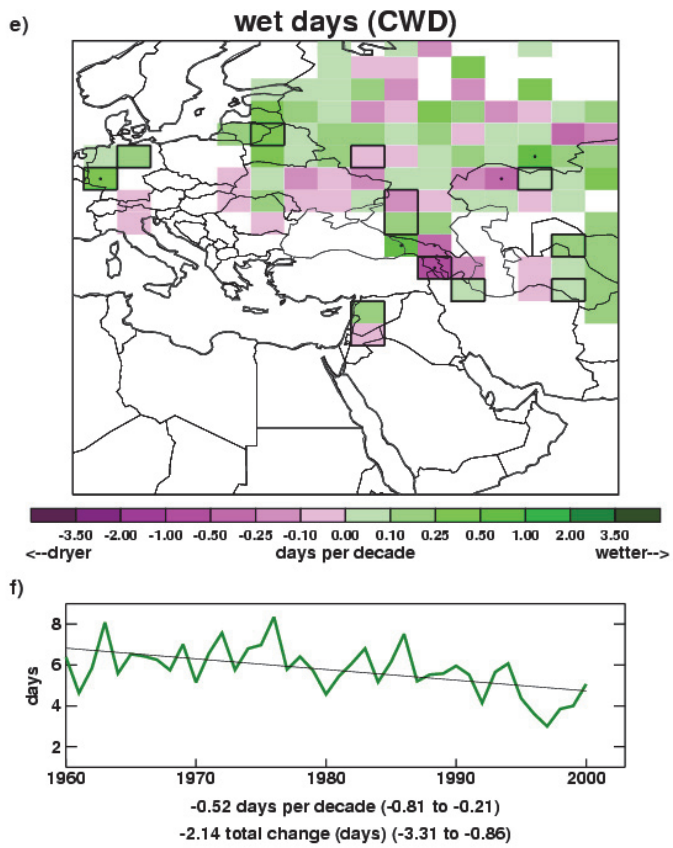 e)
wet days (CWD)
-3.50 -2.00 -1.00 -0.50 -0.25 -0.10 0.00 0.10 0.25 0.50 1.00 2.00 3.50
<--dryer days per decade wetter-->
f)
8
6
4
2
days
1960 1970 1980 1990 2000
-0.52 days per decade (-0.81 to -0.21)
-2.14 total change (days) (-3.31 to -0.86)